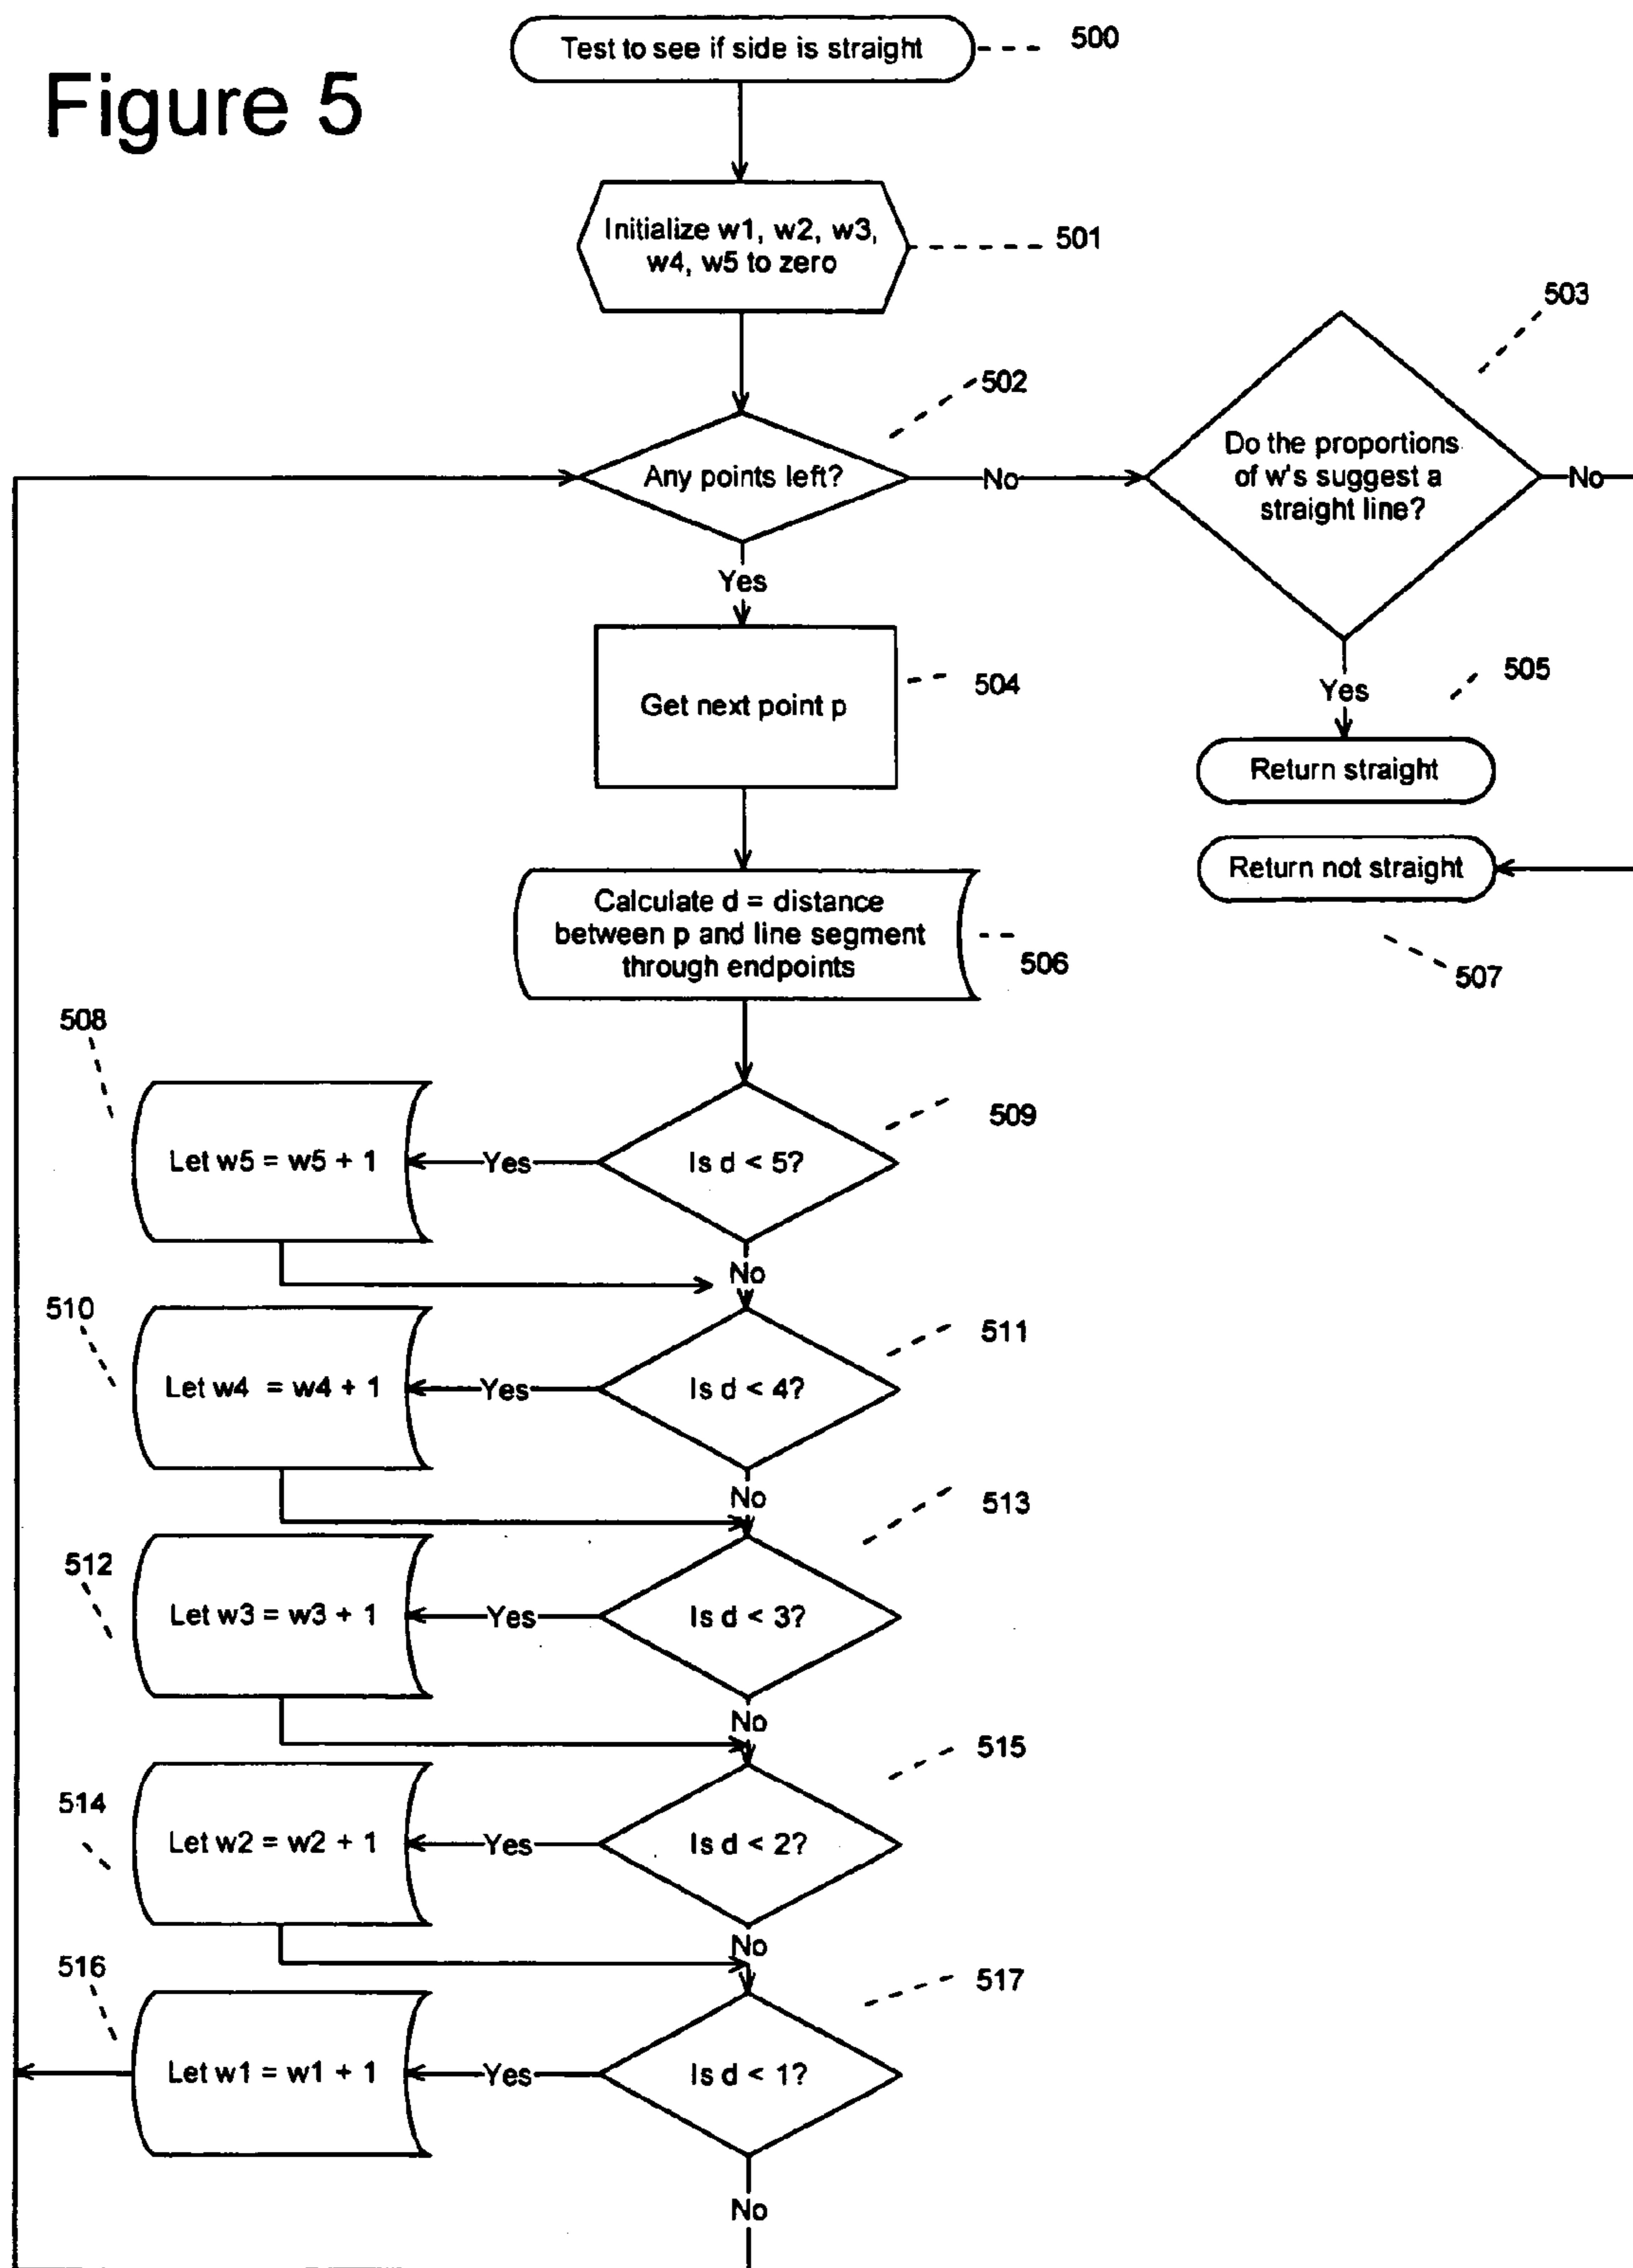 Figure 5
Test to see if side is straight
500
Initialize w1, w2, w3,
w4, w5 to zero
501
502
503
Any points left?
No
Do the proportions
of w's suggest a
straight line?
No
Yes
Yes
504
505
Get next point p
Return straight
Return not straight
507
Calculate d = distance
between p and line segment
through endpoints
506
508
509
Let w5 = w5 + 1
Yes
Is d < 5?
No
510
511
Let w4 = w4 + 1
Yes
Is d < 4?
No
512
513
Let w3 = w3 + 1
Yes
Is d < 3?
No
514
515
Let w2 = w2 + 1
Yes
Is d < 2?
No
516
517
Let w1 = w1 + 1
Yes
Is d < 1?
No